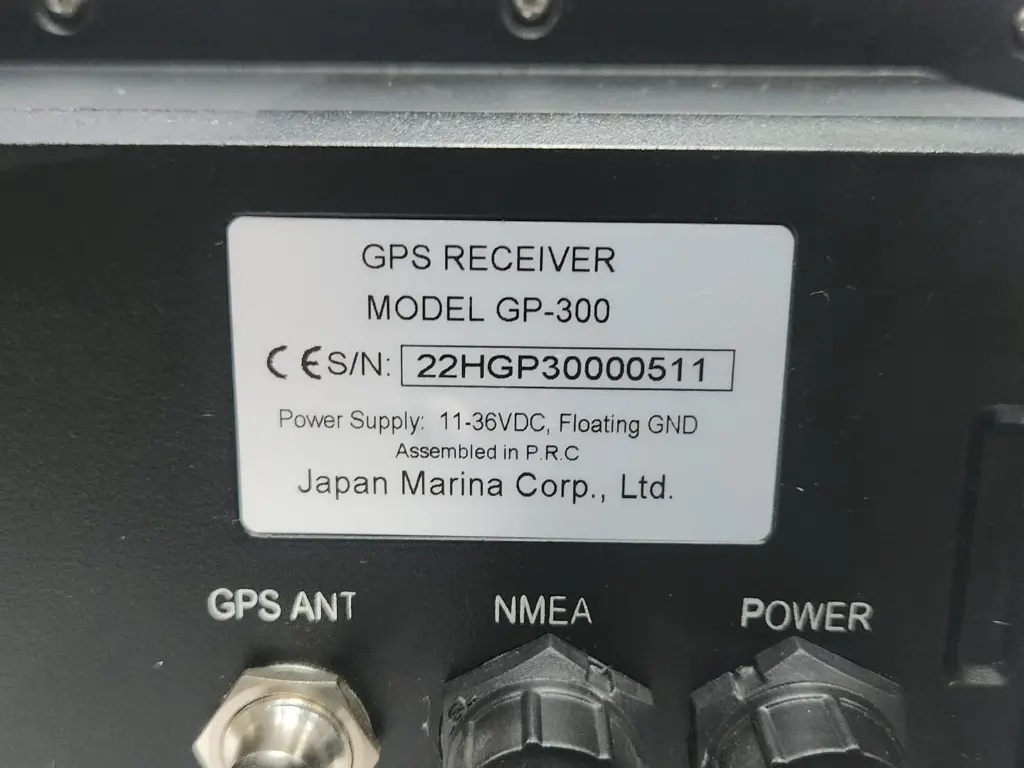 GPS RECEIVER
MODEL GP-300
CE S/N: 22HGP30000511
Power Supply: 11-36VDC, Floating GND
Assembled in P.R.C
Japan Marina Corp., Ltd.
GPS ANT NMEA POWER